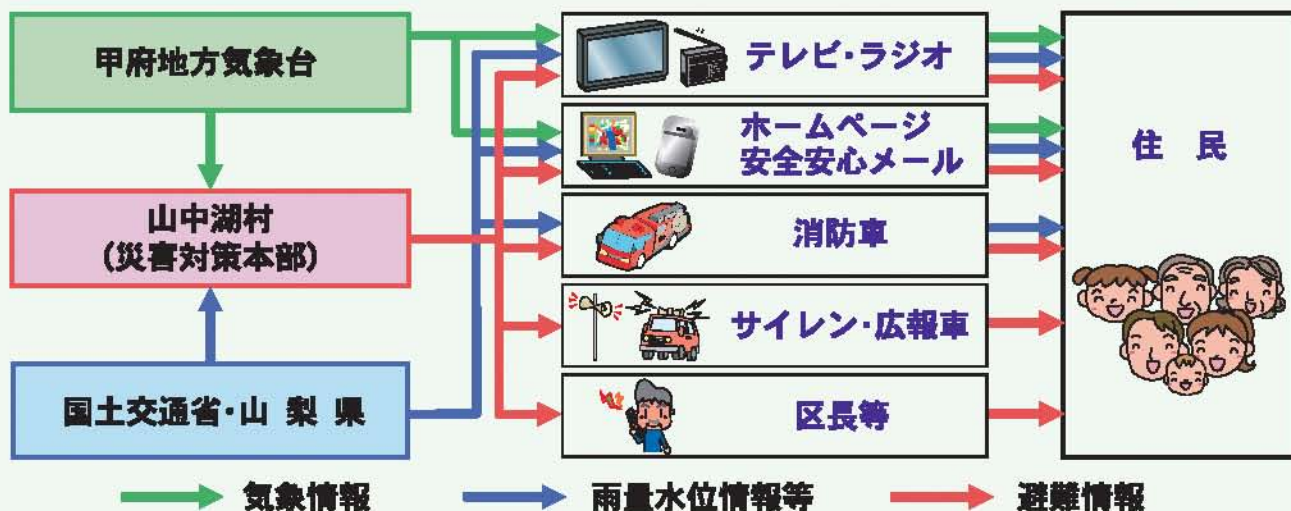 甲府地方気象台
山中湖村
(災害対策本部)
国土交通省・山 梨 県
テレビ・ラジオ
ホームページ
安全安心メール
消防車
サイレン・広報車
区長等
住 民
気象情報
雨量水位情報等
避難情報